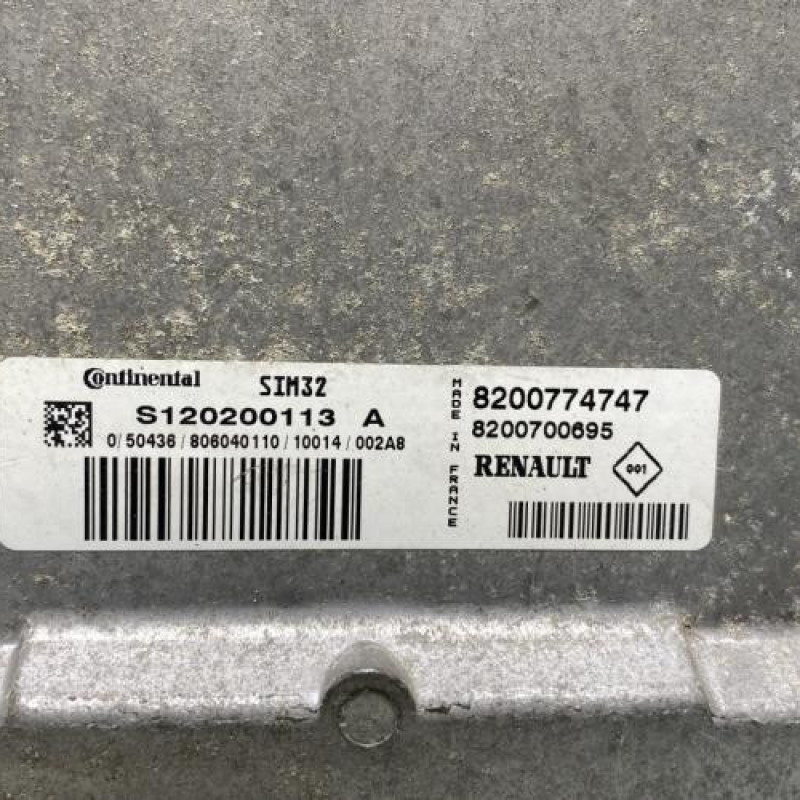 Continental SIM32
S120200113 A
0/50436/806040110/10014/002A8
MADE IN FRANCE
8200774747
8200700695
RENAULT 001